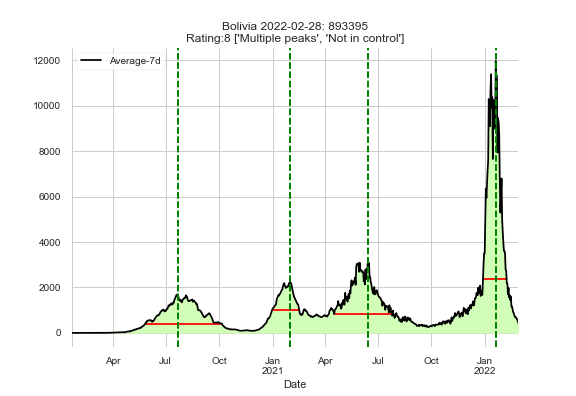 Bolivia 2022-02-28: 893395
Rating:8 ['Multiple peaks', 'Not in control']
Average-7d
12000
10000
8000
6000
4000
2000
0
Apr Jul Oct Jan Apr Jul Oct Jan
2021 2022
Date